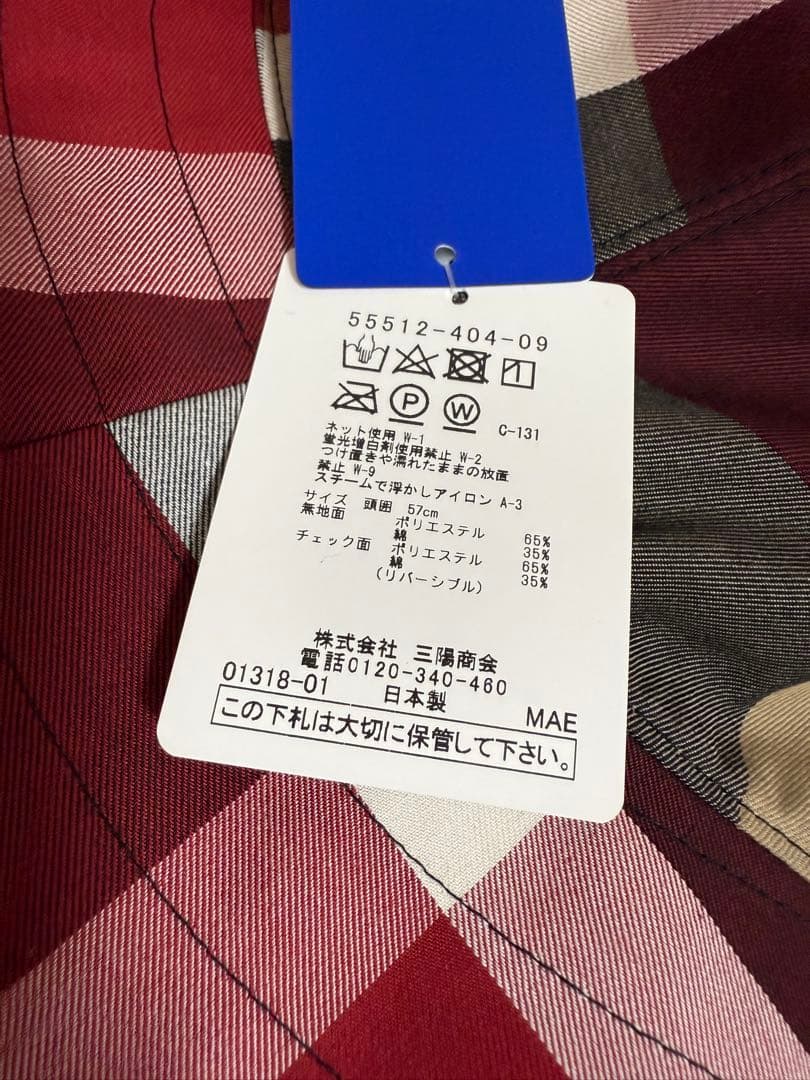 55512-404-09
P W C-131
ネット使用 W-1
蛍光増白剤使用禁止 W-2
つけ置きや濡れたままの放置
禁止 W-9
スチームで浮かしアイロン A-3
サイズ 頭囲 57cm
無地面 ポリエステル 65%
綿 35%
チェック面 ポリエステル 65%
綿 35%
(リバーシブル)
株式会社 三陽商会
電話0120-340-460
01318-01 日本製 MAE
この下札は大切に保管して下さい。